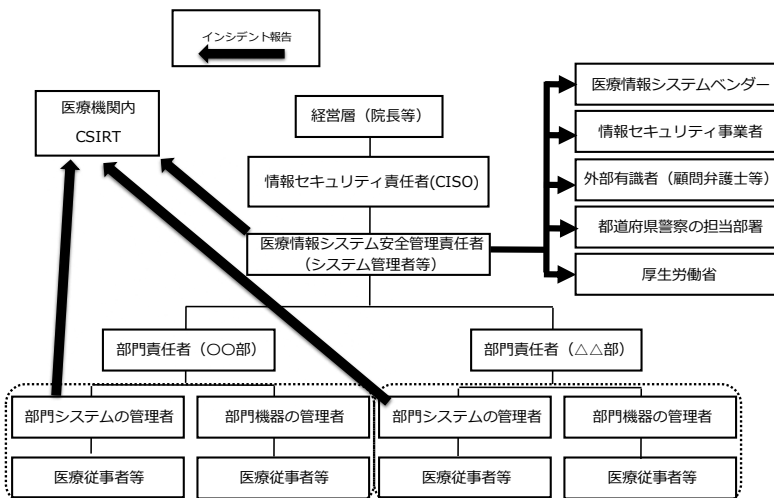 インシデント報告
医療機関内
CSIRT
経営層（院長等）
情報セキュリティ責任者(CISO)
医療情報システム安全管理責任者
（システム管理者等）
医療情報システムベンダー
情報セキュリティ事業者
外部有識者（顧問弁護士等）
都道府県警察の担当部署
厚生労働省
部門責任者（〇〇部）
部門責任者（△△部）
部門システムの管理者
部門機器の管理者
部門システムの管理者
部門機器の管理者
医療従事者等
医療従事者等
医療従事者等
医療従事者等